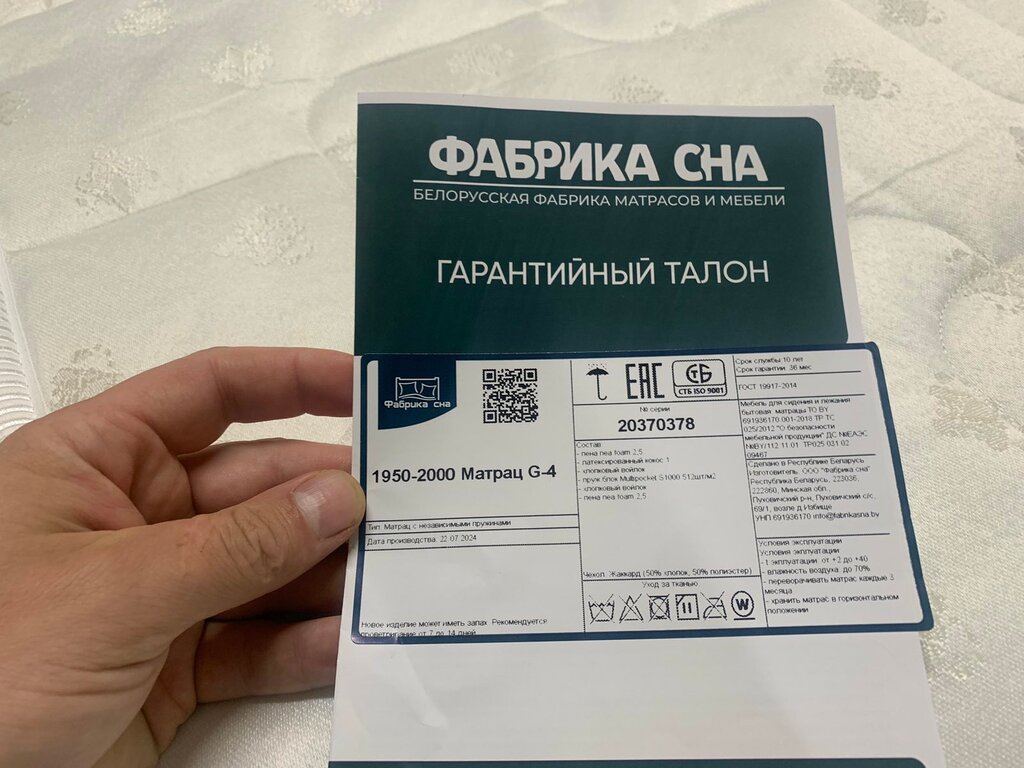 ФАБРИКА СНА
БЕЛОРУССКАЯ ФАБРИКА МАТРАСОВ И МЕБЕЛИ
ГАРАНТИЙНЫЙ ТАЛОН
Фабрика сна
1950-2000 Матрац G-4
Тип: Матрац с независимыми пружинами
Дата производства: 22.07.2024
Новое изделие может иметь запах. Рекомендуется
проветривание от 7 до 14 дней
ЕАС
СТБ
СТБ ISO 9001
№ серии
20370378
Состав
- пена nea foam 2,5
- латексированный кокос 1
- хлопковый войлок
- пруж.блок Multipocket S1000 512шт/м2
- хлопковый войлок
- пена nea foam 2,5
Чехол: Жаккард (50% хлопок, 50% полиэстер)
Уход за тканью
W
Срок службы 10 лет
Срок гарантии: 36 мес
ГОСТ 19917-2014
Мебель для сидения и лежания
бытовая: матрацы ТО BY
691936170.001-2018 ТР ТС
025/2012 "О безопасности
мебельной продукции" ДС №ЕАЭС
№BY/112 11.01. ТР025 031.02
09467
Сделано в Республике Беларусь
Изготовитель: ООО "Фабрика сна"
Республика Беларусь, 223036,
222860, Минская обл.,
Пуховичский р-н, Пуховичский с/с,
69/1, возле д.Избище
УНП 691936170 info@fabrikasna.by
Условия эксплуатации
Условия эксплуатации
- t эксплуатации: от +2 до +40
- влажность воздуха: до 70%
- переворачивать матрас каждые 3
месяца
- хранить матрас в горизонтальном
положении